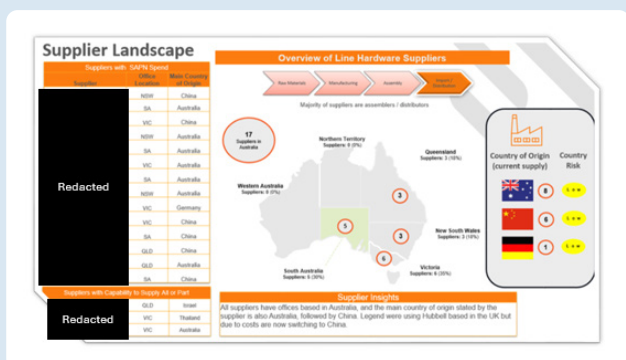 Supplier Landscape
Suppliers with SAPN Spend
Supplier
Office Location
Main Country of Origin
NSW China
SA Australia
VIC China
NSW Australia
SA Australia
VIC Australia
SA Australia
NSW Australia
VIC Germany
VIC China
SA China
QLD China
QLD Australia
SA China
Redacted
Suppliers with Capability to Supply All or Part
QLD Israel
VIC Thailand
VIC Australia
Redacted
Overview of Line Hardware Suppliers
Raw Materials
Manufacturing
Assembly
Import / Distribution
Majority of suppliers are assemblers / distributors
17
Suppliers in
Australia
Northern Territory
Suppliers: 0 (0%)
Queensland
Suppliers: 3 (18%)
Western Australia
Suppliers: 0 (0%)
3
5
3
6
New South Wales
Suppliers: 3 (18%)
South Australia
Suppliers: 5 (30%)
Victoria
Suppliers: 6 (35%)
Country of Origin
(current supply)
Country
Risk
8
Low
6
Low
1
Low
Supplier Insights
All suppliers have offices based in Australia, and the main country of origin stated by the
supplier is also Australia, followed by China. Legend were using Hubbell based in the UK but
due to costs are now switching to China.